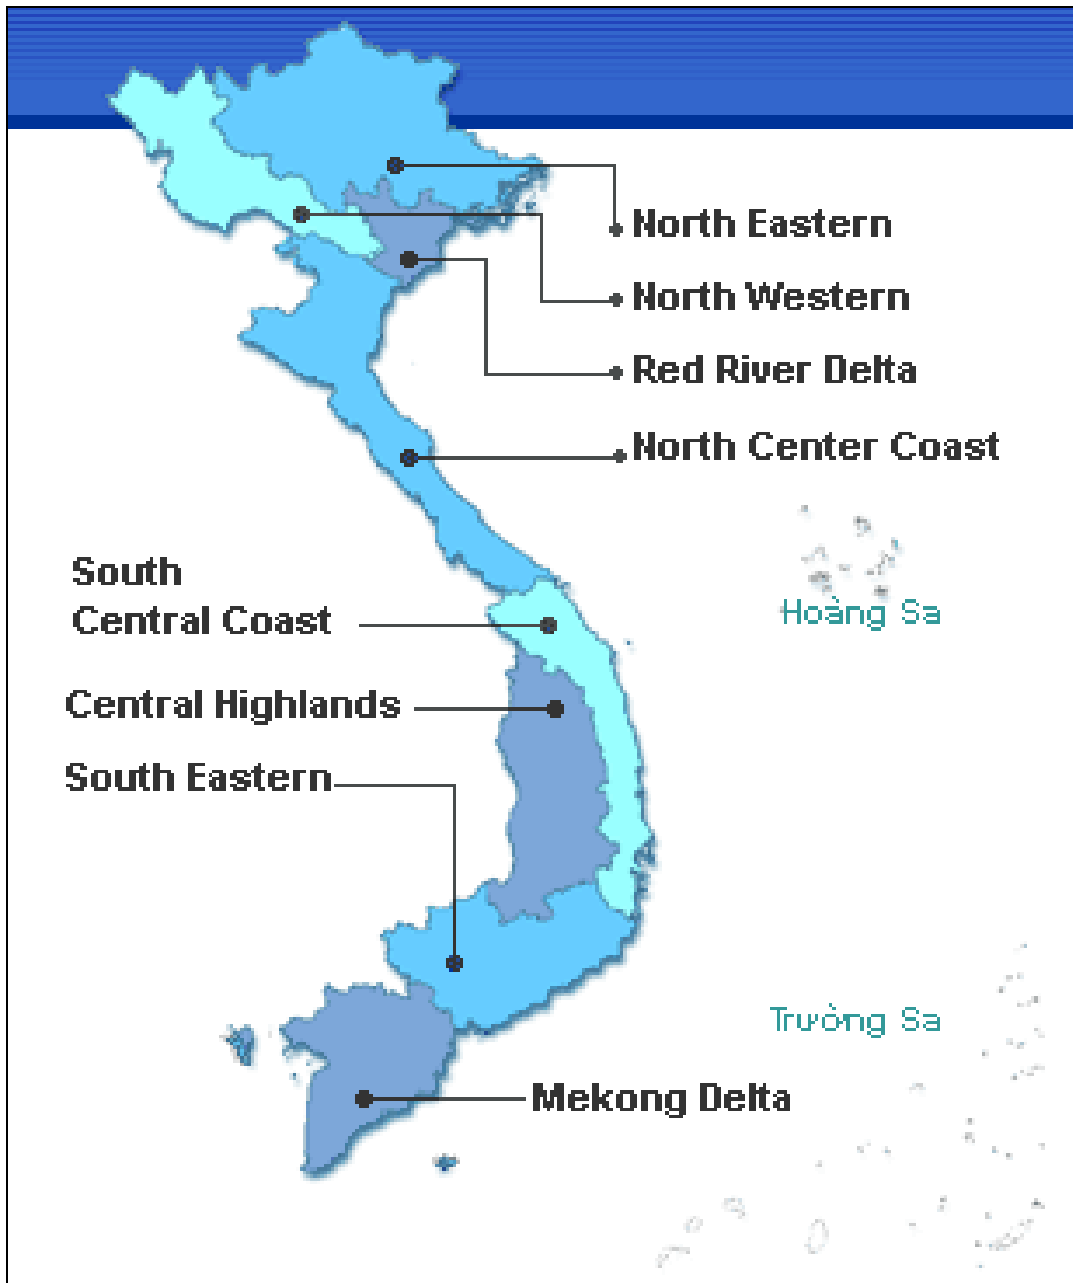 North Eastern
North Western
Red River Delta
North Center Coast
South
Central Coast
Hoàng Sa
Central Highlands
South Eastern
Trường Sa
Mekong Delta